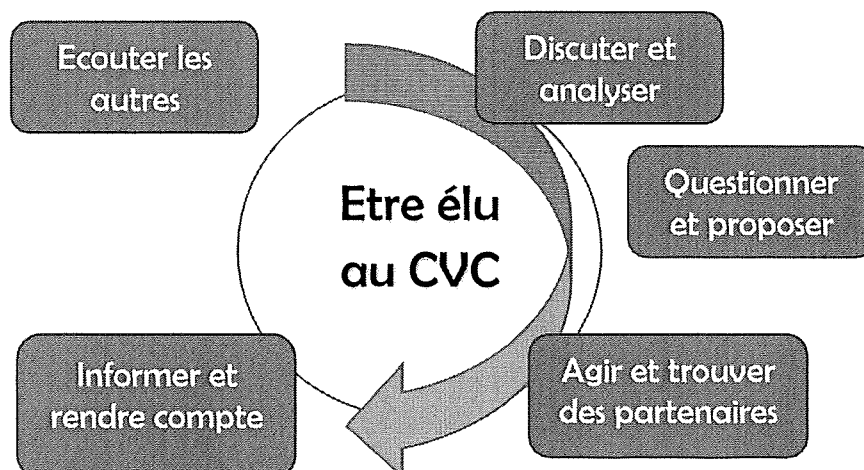 Ecouter les
autres
Discuter et
analyser
Questionner
et proposer
Etre élu
au CVC
Informer et
rendre compte
Agir et trouver
des partenaires